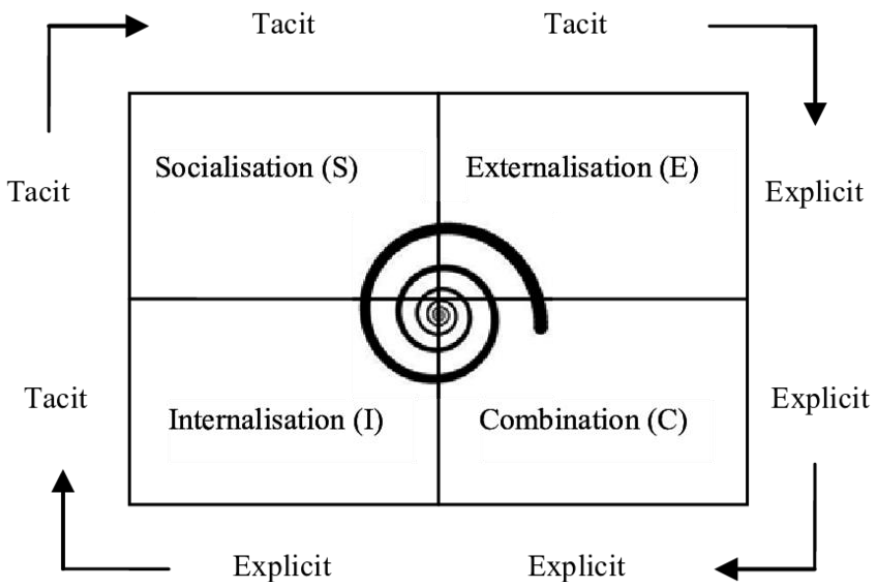 Tacit Tacit
Socialisation (S) Externalisation (E)
Tacit Explicit
Tacit Explicit
Internalisation (I) Combination (C)
Explicit Explicit